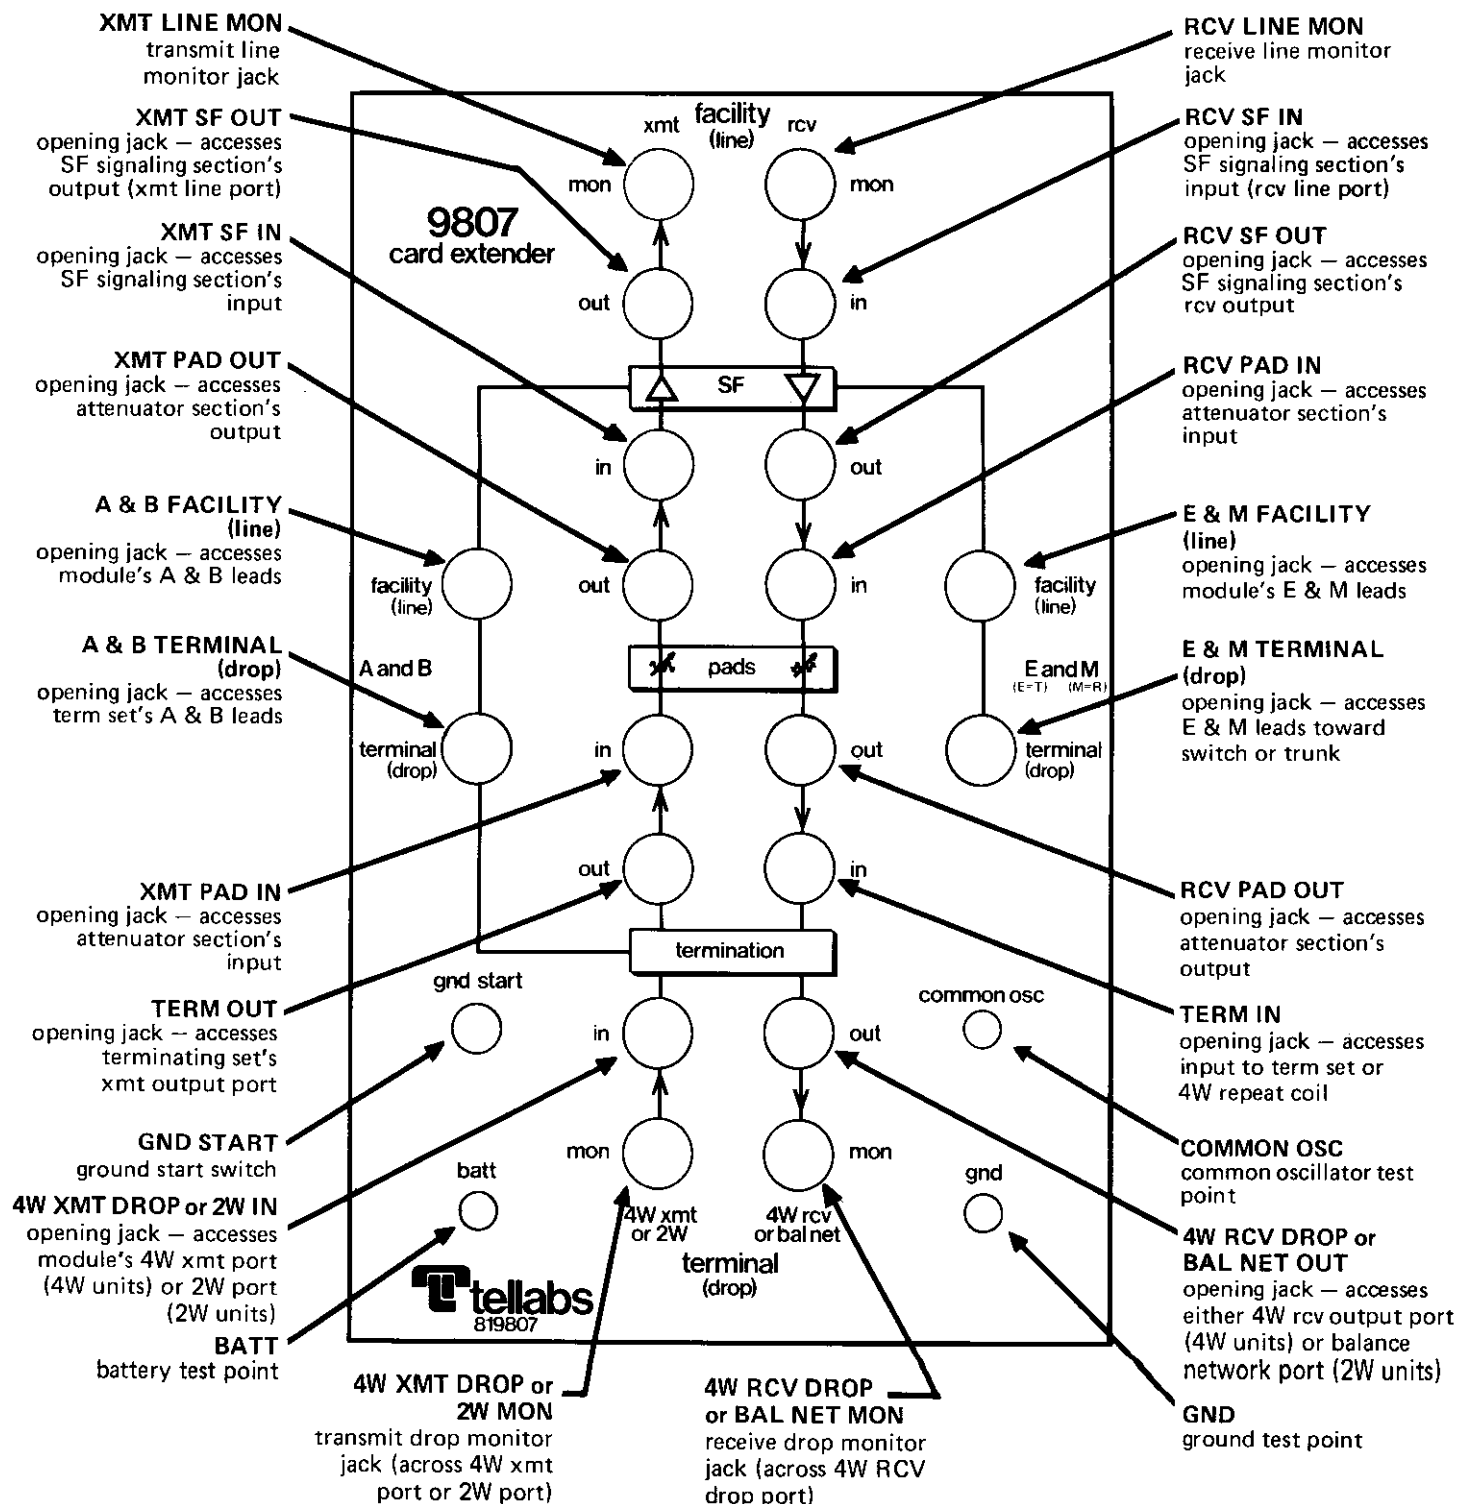 XMT LINE MON
transmit line
monitor jack
XMT SF OUT
opening jack — accesses
SF signaling section's
output (xmt line port)
XMT SF IN
opening jack — accesses
SF signaling section's
input
XMT PAD OUT
opening jack — accesses
attenuator section's
output
A & B FACILITY
(line)
opening jack — accesses
module's A & B leads
A & B TERMINAL
(drop)
opening jack — accesses
term set's A & B leads
XMT PAD IN
opening jack — accesses
attenuator section's
input
TERM OUT
opening jack — accesses
terminating set's
xmt output port
GND START
ground start switch
4W XMT DROP or 2W IN
opening jack — accesses
module's 4W xmt port
(4W units) or 2W port
(2W units)
BATT
battery test point
4W XMT DROP or
2W MON
transmit drop monitor
jack (across 4W xmt
port or 2W port)
facility
(line)
xmt
rcv
mon
mon
9807
card extender
out
in
SF
in
out
out
in
facility
(line)
facility
(line)
A and B
pads
E and M
(E=T) (M=R)
terminal
(drop)
in
out
terminal
(drop)
out
in
termination
gnd start
common osc
in
out
mon
mon
batt
gnd
4W xmt
or 2W
4W rcv
or bal net
terminal
(drop)
tellabs
819807
RCV LINE MON
receive line monitor
jack
RCV SF IN
opening jack — accesses
SF signaling section's
input (rcv line port)
RCV SF OUT
opening jack — accesses
SF signaling section's
rcv output
RCV PAD IN
opening jack — accesses
attenuator section's
input
E & M FACILITY
(line)
opening jack — accesses
module's E & M leads
E & M TERMINAL
(drop)
opening jack — accesses
E & M leads toward
switch or trunk
RCV PAD OUT
opening jack — accesses
attenuator section's
output
TERM IN
opening jack — accesses
input to term set or
4W repeat coil
COMMON OSC
common oscillator test
point
4W RCV DROP or
BAL NET OUT
opening jack — accesses
either 4W rcv output port
(4W units) or balance
network port (2W units)
GND
ground test point
4W RCV DROP
or BAL NET MON
receive drop monitor
jack (across 4W RCV
drop port)